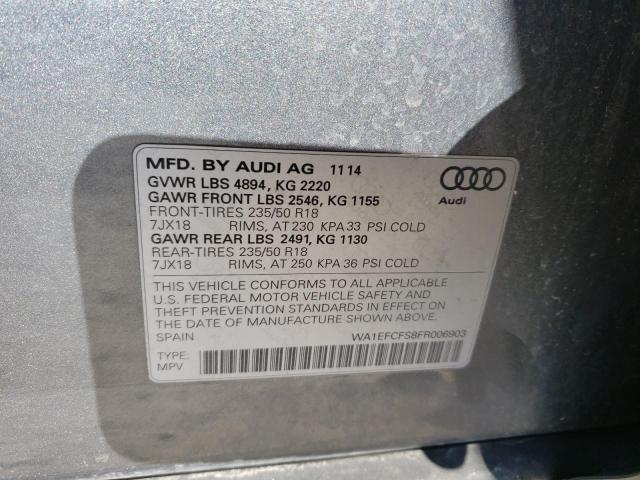 MFD. BY AUDI AG 11 14
GVWR LBS 4894, KG 2220
GAWR FRONT LBS 2546, KG 1155
FRONT-TIRES 235/50 R18
7JX18 RIMS, AT 230 KPA 33 PSI COLD
GAWR REAR LBS 2491, KG 1130
REAR-TIRES 235/50 R18
7JX18 RIMS, AT 250 KPA 36 PSI COLD
Audi
THIS VEHICLE CONFORMS TO ALL APPLICABLE
U.S. FEDERAL MOTOR VEHICLE SAFETY AND
THEFT PREVENTION STANDARDS IN EFFECT ON
THE DATE OF MANUFACTURE SHOWN ABOVE.
SPAIN WA1EFCFS8FR006903
TYPE:
MPV